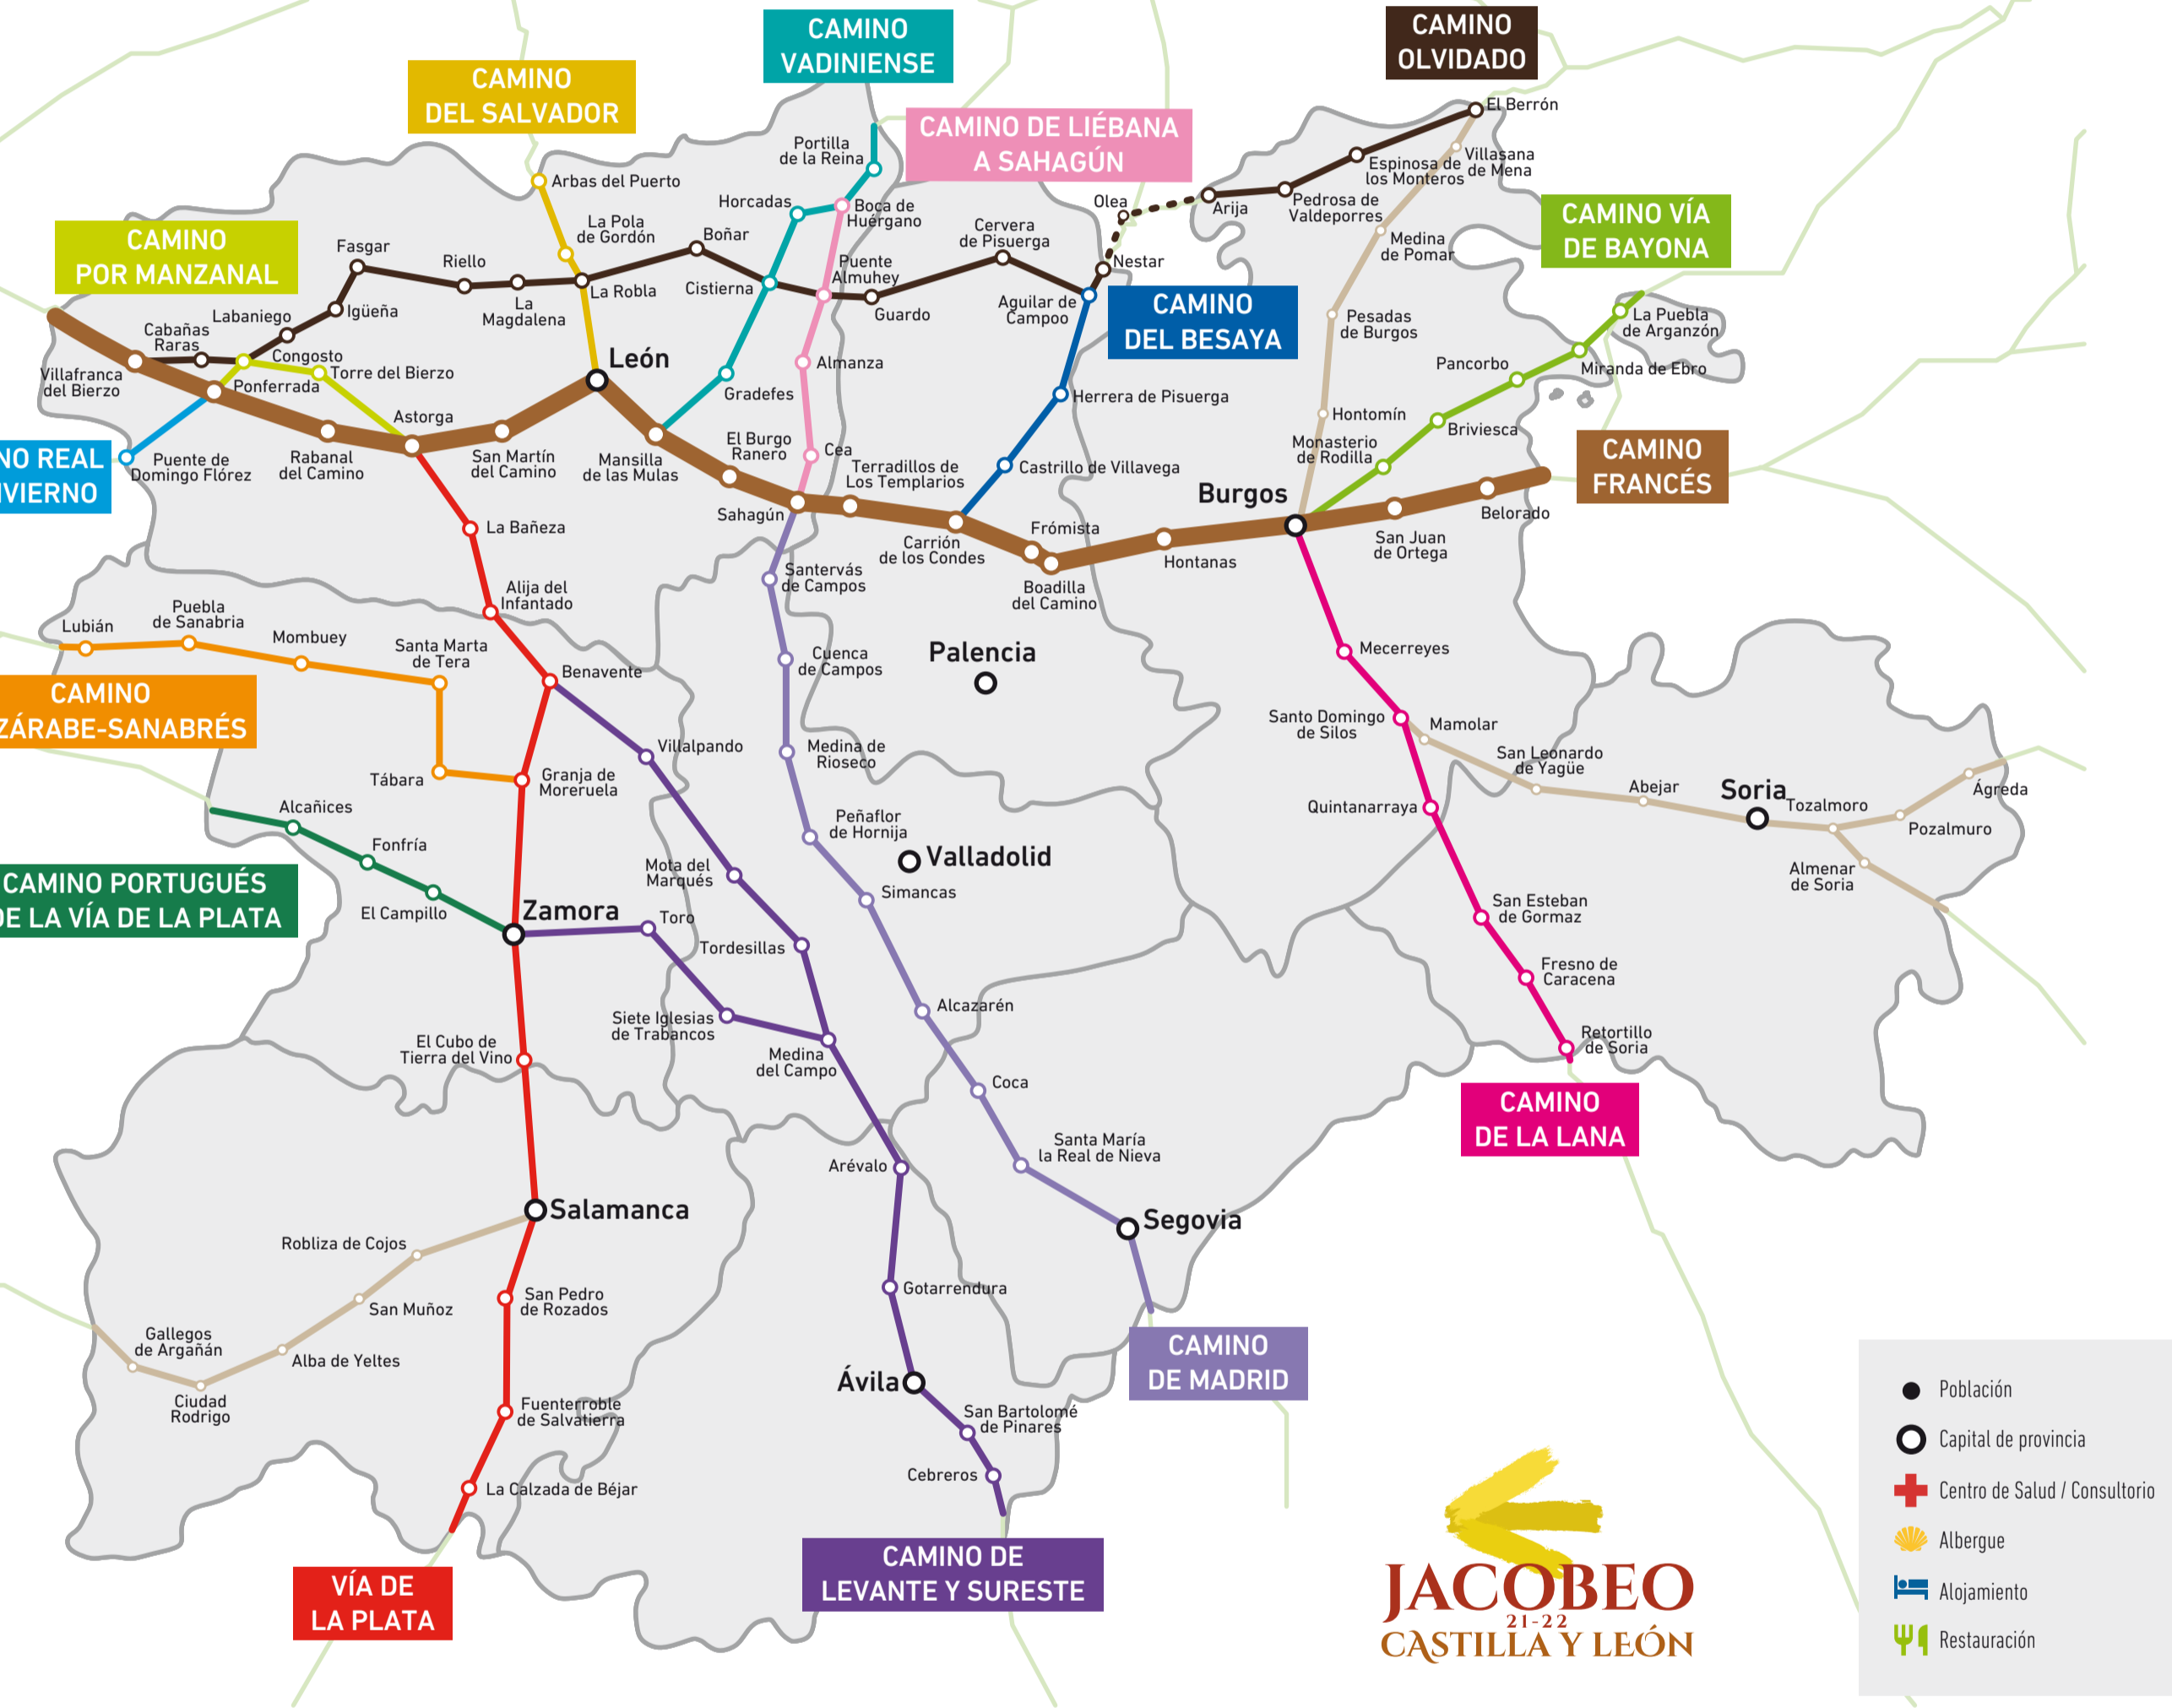 CAMINO
OLVIDADO
CAMINO
VADINIENSE
CAMINO
DEL SALVADOR
CAMINO DE LIÉBANA
A SAHAGÚN
CAMINO VÍA
DE BAYONA
CAMINO
POR MANZANAL
CAMINO
DEL BESAYA
CAMINO
FRANCÉS
NO REAL
IVIERNO
CAMINO
ZÁRABE-SANABRÉS
CAMINO PORTUGUÉS
DE LA VÍA DE LA PLATA
CAMINO
DE LA LANA
CAMINO
DE MADRID
CAMINO DE
LEVANTE Y SURESTE
VÍA DE
LA PLATA
El Berrón
Villasana
de Mena
Espinosa de
los Monteros
Pedrosa de
Valdeporres
Arija
Olea
Nestar
Medina
de Pomar
Pesadas
de Burgos
Hontomín
Monasterio
de Rodilla
Briviesca
Pancorbo
Miranda de Ebro
La Puebla
de Arganzón
Portilla
de la Reina
Horcadas
Boca de
Huérgano
Cervera
de Pisuerga
Puente
Almuhey
Aguilar de
Campoo
Guardo
Cistierna
Boñar
Arbas del Puerto
La Pola
de Gordón
La Robla
La
Magdalena
Riello
Fasgar
Igüeña
Labaniego
Cabañas
Raras
Congosto
Torre del Bierzo
Villafranca
del Bierzo
Ponferrada
Puente de
Domingo Flórez
Rabanal
del Camino
Astorga
San Martín
del Camino
León
Mansilla
de las Mulas
Gradefes
Almanza
Cea
El Burgo
Ranero
Sahagún
Terradillos de
Los Templarios
Herrera de Pisuerga
Castrillo de Villavega
Carrión
de los Condes
Frómista
Boadilla
del Camino
Hontanas
Burgos
San Juan
de Ortega
Belorado
La Bañeza
Alija del
Infantado
Benavente
Lubián
Puebla
de Sanabria
Mombuey
Santa Marta
de Tera
Tábara
Granja de
Moreruela
Alcañices
Fonfría
El Campillo
Zamora
Toro
Siete Iglesias
de Trabancos
Villalpando
Mota del
Marqués
Tordesillas
Medina
del Campo
Santervás
de Campos
Cuenca
de Campos
Medina de
Rioseco
Peñaflor
de Hornija
Simancas
Palencia
Valladolid
Alcazarén
Coca
Santa María
la Real de Nieva
Segovia
Mecerreyes
Santo Domingo
de Silos
Mamolar
San Leonardo
de Yagüe
Abejar
Soria
Tozalmoro
Pozalmuro
Ágreda
Almenar
de Soria
Quintanarraya
San Esteban
de Gormaz
Fresno de
Caracena
Retortillo
de Soria
El Cubo de
Tierra del Vino
Salamanca
Robliza de Cojos
San Muñoz
Alba de Yeltes
Ciudad
Rodrigo
Gallegos
de Argañán
San Pedro
de Rozados
Fuenterroble
de Salvatierra
La Calzada de Béjar
Arévalo
Gotarrendura
Ávila
San Bartolomé
de Pinares
Cebreros
JACOBEO
21-22
CASTILLA Y LEÓN
Población
Capital de provincia
Centro de Salud / Consultorio
Albergue
Alojamiento
Restauración